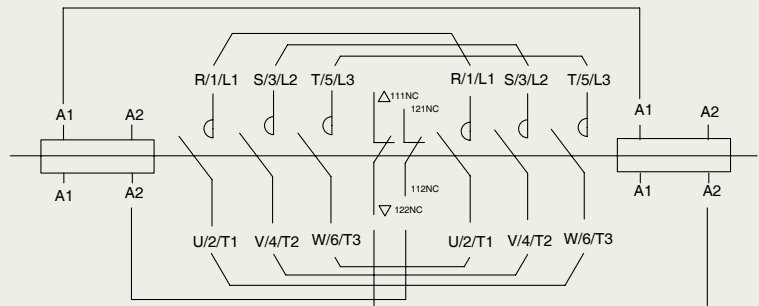 R/1/L1 S/3/L2 T/5/L3 R/1/L1 S/3/L2 T/5/L3
111NC
121NC
A1 A2 A1 A2
A1 A2 A1 A2
112NC
122NC
U/2/T1 V/4/T2 W/6/T3 U/2/T1 V/4/T2 W/6/T3